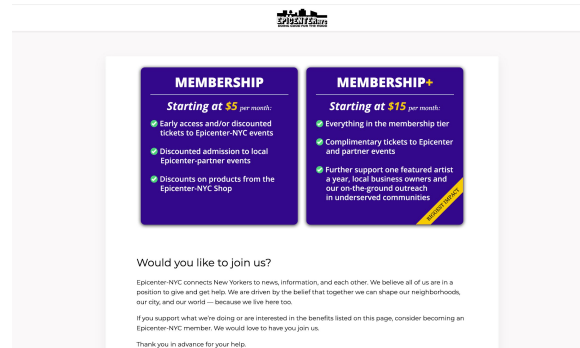 EPICENTER NYC
MEMBERSHIP
Starting at $5 per month:
Early access and/or discounted
tickets to Epicenter-NYC events
Discounted admission to local
Epicenter-partner events
Discounts on products from the
Epicenter-NYC Shop
MEMBERSHIP+
Starting at $15 per month:
Everything in the membership tier
Complimentary tickets to Epicenter
and partner events
Further support one featured artist
a year, local business owners and
our on-the-ground outreach
in underserved communities
BIGGEST IMPACT
Would you like to join us?
Epicenter-NYC connects New Yorkers to news, information, and each other. We believe all of us are in a
position to give and get help. We are driven by the belief that together we can shape our neighborhoods,
our city, and our world — because we live here too.
If you support what we're doing or are interested in the benefits listed on this page, consider becoming an
Epicenter-NYC member. We would love to have you join us.
Thank you in advance for your help.